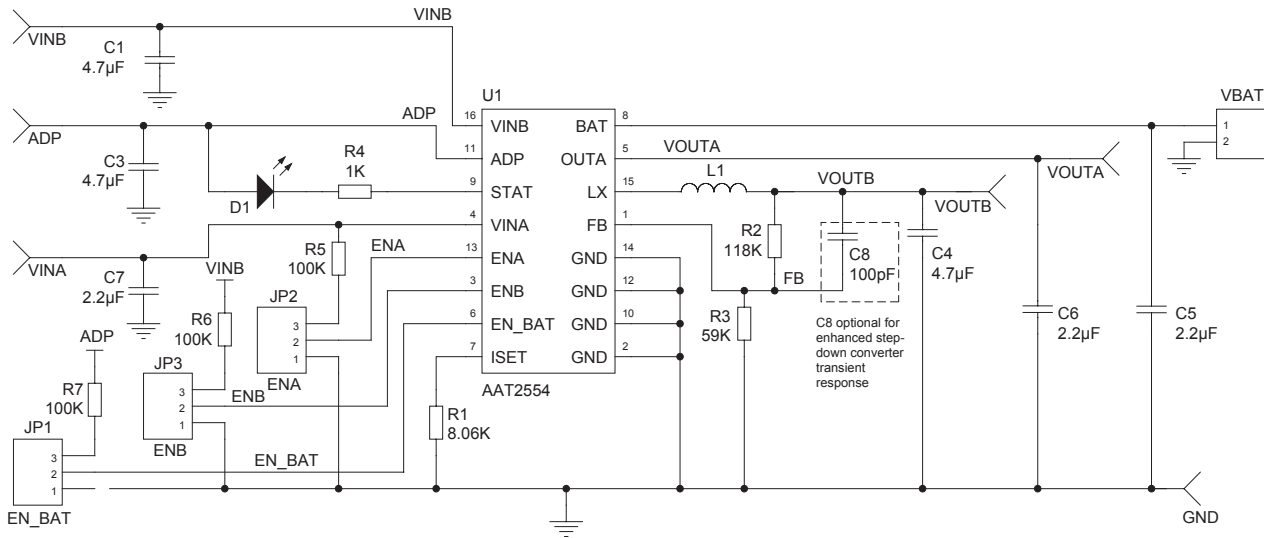 VINB
VINB
C1
4.7μF
ADP
ADP
C3
4.7μF
D1
R4
1K
VINA
C7
2.2μF
R5
100K
ENA
VINB
R6
100K
JP2
3
2
1
ENA
ADP
R7
100K
JP3
3
2
1
ENB
ENB
JP1
3
2
1
EN_BAT
EN_BAT
R1
8.06K
U1
16 VINB BAT 8
11 ADP OUTA 5
9 STAT LX 15
4 VINA FB 1
13 ENA GND 14
3 ENB GND 12
6 EN_BAT GND 10
7 ISET GND 2
AAT2554
VOUTA
L1
VOUTB
VOUTB
VOUTA
R2
118K
FB
C8
100pF
C8 optional for
enhanced step-
down converter
transient
response
R3
59K
C4
4.7μF
C6
2.2μF
C5
2.2μF
VBAT
1
2
GND